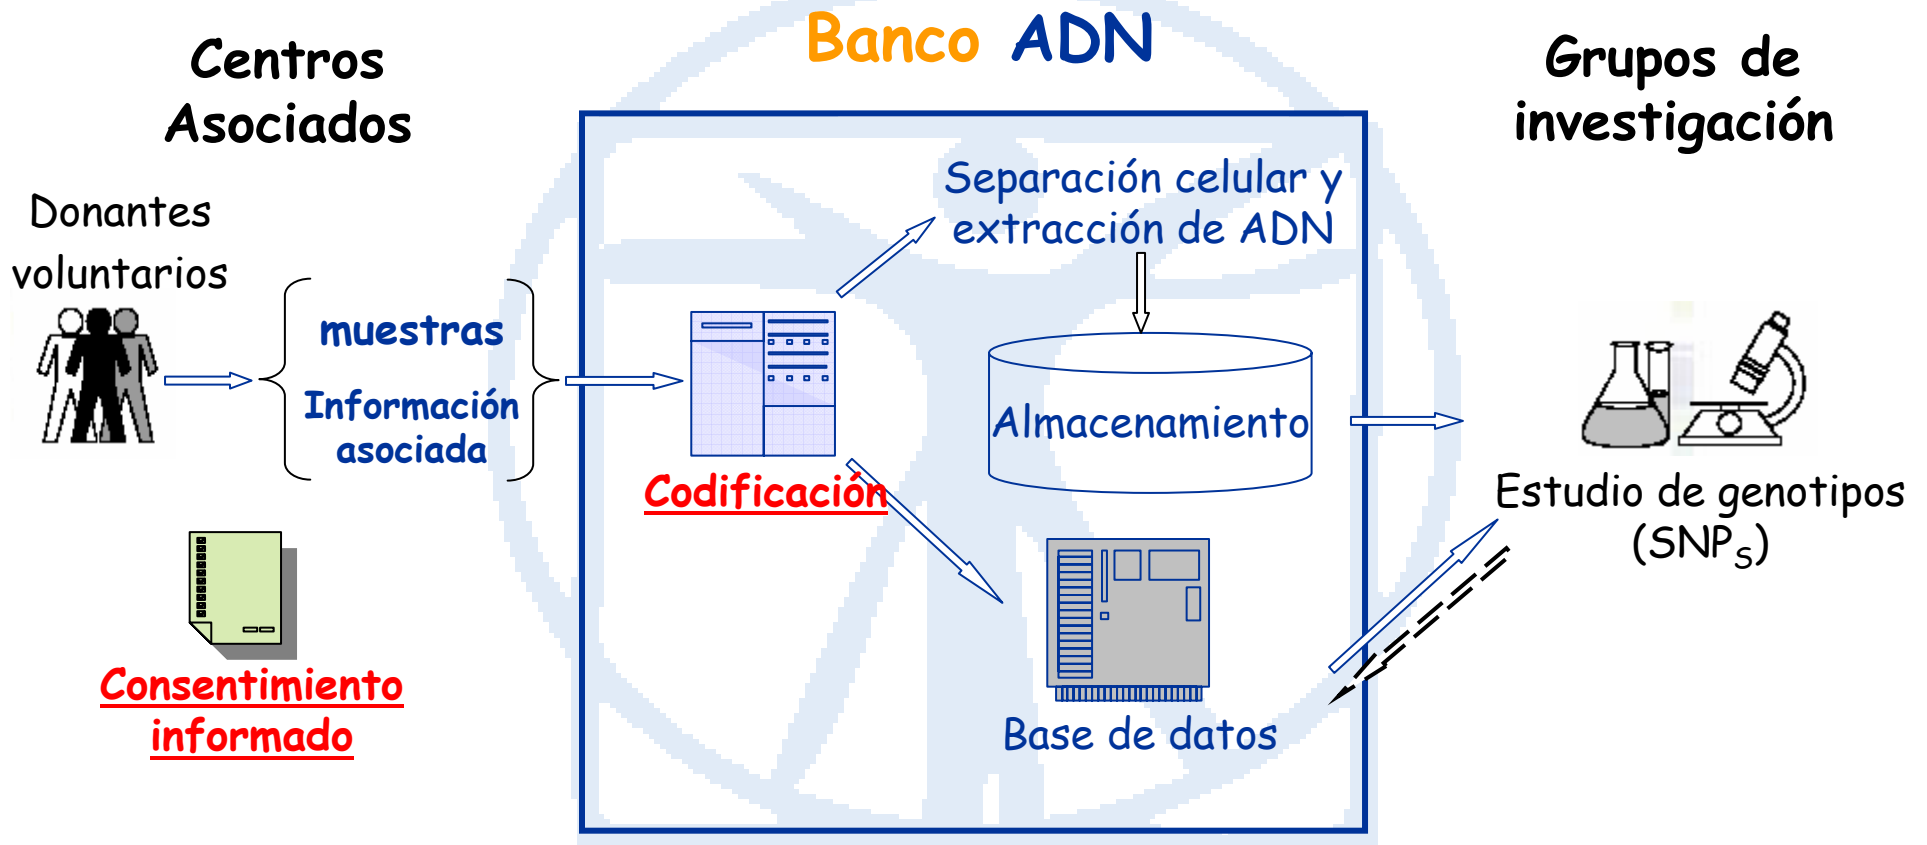 Centros
Asociados
Donantes
voluntarios
muestras
Información
asociada
Consentimiento
informado
Banco ADN
Separación celular y
extracción de ADN
Codificación
Almacenamiento
Base de datos
Grupos de
investigación
Estudio de genotipos
(SNPS)